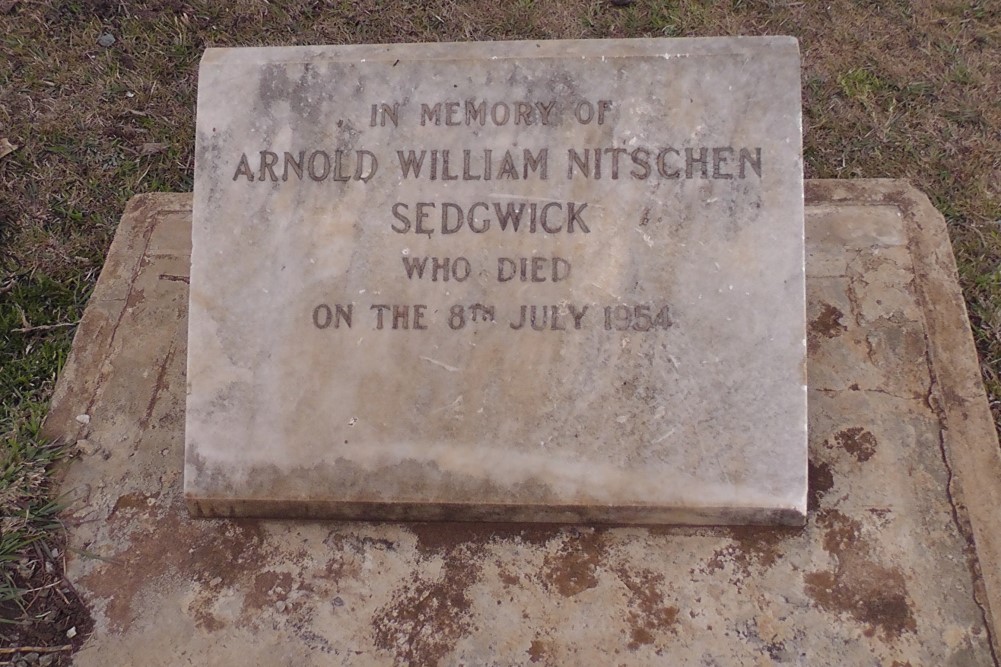 IN MEMORY OF
ARNOLD WILLIAM NITSCHEN
SEDGWICK
WHO DIED
ON THE 8TH JULY 1954